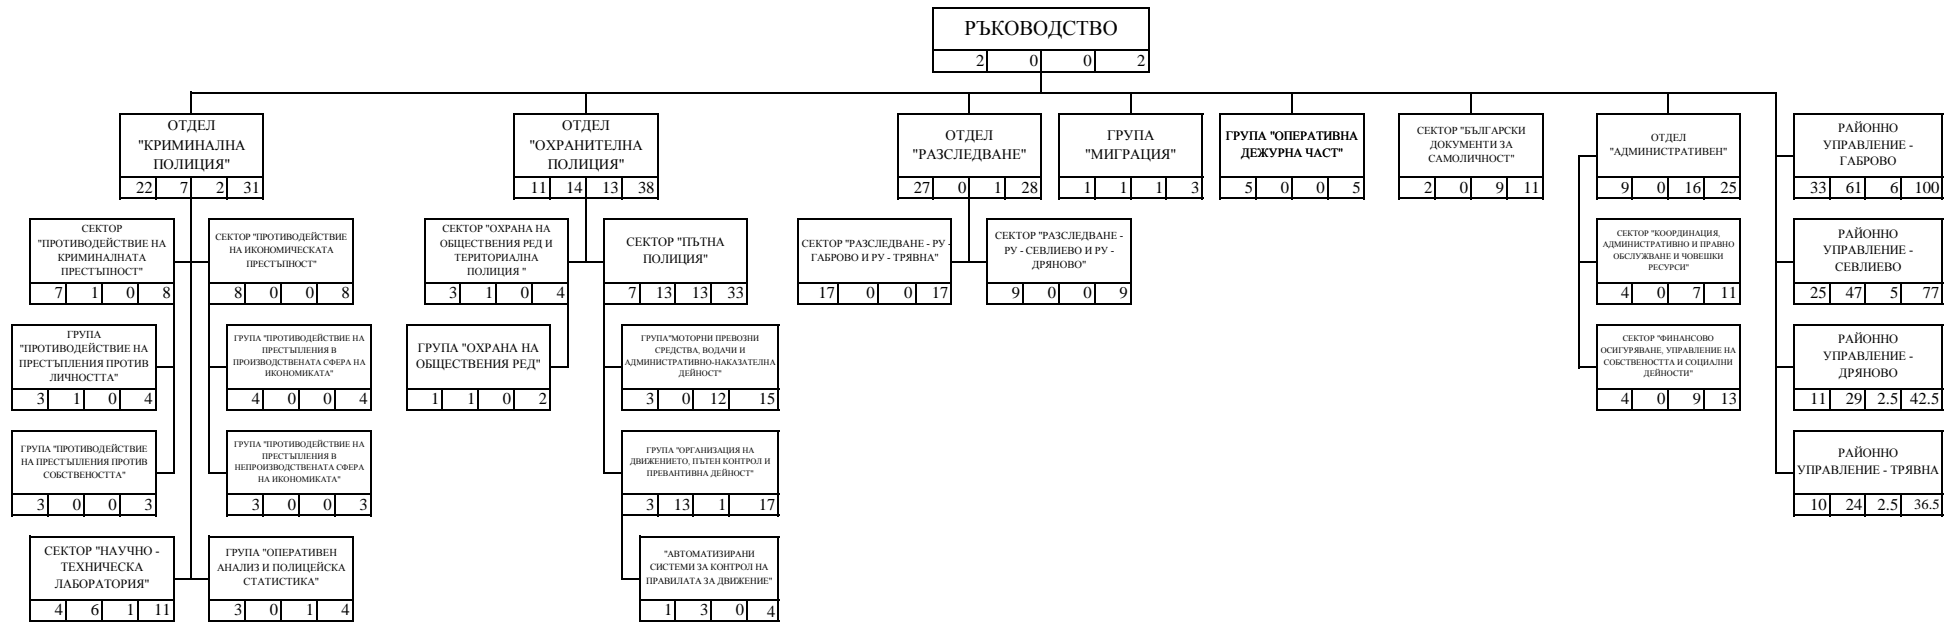 РЪКОВОДСТВО
2 0 0 2
ОТДЕЛ
"КРИМИНАЛНА
ПОЛИЦИЯ"
22 7 2 31
ОТДЕЛ
"ОХРАНИТЕЛНА
ПОЛИЦИЯ"
11 14 13 38
ОТДЕЛ
"РАЗСЛЕДВАНЕ"
27 0 1 28
ГРУПА
"МИГРАЦИЯ"
1 1 1 3
ГРУПА "ОПЕРАТИВНА
ДЕЖУРНА ЧАСТ"
5 0 0 5
СЕКТОР "БЪЛГАРСКИ
ДОКУМЕНТИ ЗА
САМОЛИЧНОСТ"
2 0 9 11
ОТДЕЛ
"АДМИНИСТРАТИВЕН"
9 0 16 25
РАЙОННО
УПРАВЛЕНИЕ -
ГАБРОВО
33 61 6 100
СЕКТОР
"ПРОТИВОДЕЙСТВИЕ НА
КРИМИНАЛНАТА
ПРЕСТЪПНОСТ"
7 1 0 8
СЕКТОР "ПРОТИВОДЕЙСТВИЕ
НА ИКОНОМИЧЕСКАТА
ПРЕСТЪПНОСТ"
8 0 0 8
СЕКТОР "ОХРАНА НА
ОБЩЕСТВЕНИЯ РЕД И
ТЕРИТОРИАЛНА
ПОЛИЦИЯ "
3 1 0 4
СЕКТОР "ПЪТНА
ПОЛИЦИЯ"
7 13 13 33
СЕКТОР "РАЗСЛЕДВАНЕ - РУ -
ГАБРОВО И РУ - ТРЯВНА"
17 0 0 17
СЕКТОР "РАЗСЛЕДВАНЕ -
РУ - СЕВЛИЕВО И РУ -
ДРЯНОВО"
9 0 0 9
СЕКТОР "КООРДИНАЦИЯ,
АДМИНИСТРАТИВНО И ПРАВНО
ОБСЛУЖВАНЕ И ЧОВЕШКИ
РЕСУРСИ"
4 0 7 11
РАЙОННО
УПРАВЛЕНИЕ -
СЕВЛИЕВО
25 47 5 77
ГРУПА
"ПРОТИВОДЕЙСТВИЕ НА
ПРЕСТЪПЛЕНИЯ ПРОТИВ
ЛИЧНОСТТА"
3 1 0 4
ГРУПА "ПРОТИВОДЕЙСТВИЕ НА
ПРЕСТЪПЛЕНИЯ В
ПРОИЗВОДСТВЕНАТА СФЕРА НА
ИКОНОМИКАТА"
4 0 0 4
ГРУПА "ОХРАНА НА
ОБЩЕСТВЕНИЯ РЕД"
1 1 0 2
ГРУПА"МОТОРНИ ПРЕВОЗНИ
СРЕДСТВА, ВОДАЧИ И
АДМИНИСТРАТИВНО-НАКАЗАТЕЛНА
ДЕЙНОСТ"
3 0 12 15
СЕКТОР "ФИНАНСОВО
ОСИГУРЯВАНЕ, УПРАВЛЕНИЕ НА
СОБСТВЕНОСТТА И СОЦИАЛНИ
ДЕЙНОСТИ"
4 0 9 13
РАЙОННО
УПРАВЛЕНИЕ -
ДРЯНОВО
11 29 2.5 42.5
ГРУПА "ПРОТИВОДЕЙСТВИЕ
НА ПРЕСТЪПЛЕНИЯ ПРОТИВ
СОБСТВЕНОСТТА"
3 0 0 3
ГРУПА "ПРОТИВОДЕЙСТВИЕ НА
ПРЕСТЪПЛЕНИЯ В
НЕПРОИЗВОДСТВЕНАТА СФЕРА
НА ИКОНОМИКАТА"
3 0 0 3
ГРУПА "ОРГАНИЗАЦИЯ НА
ДВИЖЕНИЕТО, ПЪТЕН КОНТРОЛ И
ПРЕВАНТИВНА ДЕЙНОСТ"
3 13 1 17
РАЙОННО
УПРАВЛЕНИЕ - ТРЯВНА
10 24 2.5 36.5
СЕКТОР "НАУЧНО -
ТЕХНИЧЕСКА
ЛАБОРАТОРИЯ"
4 6 1 11
ГРУПА "ОПЕРАТИВЕН
АНАЛИЗ И ПОЛИЦЕЙСКА
СТАТИСТИКА"
3 0 1 4
"АВТОМАТИЗИРАНИ
СИСТЕМИ ЗА КОНТРОЛ НА
ПРАВИЛАТА ЗА ДВИЖЕНИЕ"
1 3 0 4